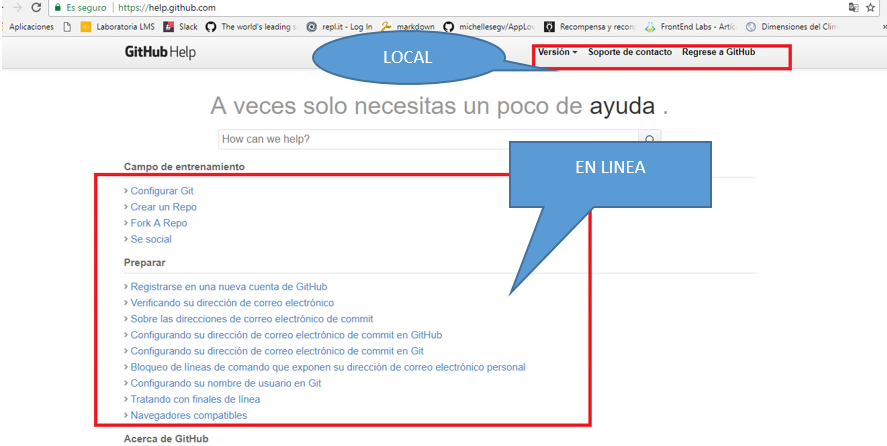 Es seguro | https://help.github.com
Aplicaciones Laboratoria LMS Slack The world's leading s repl.it - Log In markdown michellesegv/AppLov Recompensa y recon FrontEnd Labs - Artíc Dimensiones del Clim
GitHub Help LOCAL Versión Soporte de contacto Regrese a GitHub
A veces solo necesitas un poco de ayuda .
How can we help?
EN LINEA
Campo de entrenamiento
› Configurar Git
› Crear un Repo
› Fork A Repo
› Se social
Preparar
› Registrarse en una nueva cuenta de GitHub
› Verificando su dirección de correo electrónico
› Sobre las direcciones de correo electrónico de commit
› Configurando su dirección de correo electrónico de commit en GitHub
› Configurando su dirección de correo electrónico de commit en Git
› Bloqueo de líneas de comando que exponen su dirección de correo electrónico personal
› Configurando su nombre de usuario en Git
› Tratando con finales de línea
› Navegadores compatibles
Acerca de GitHub